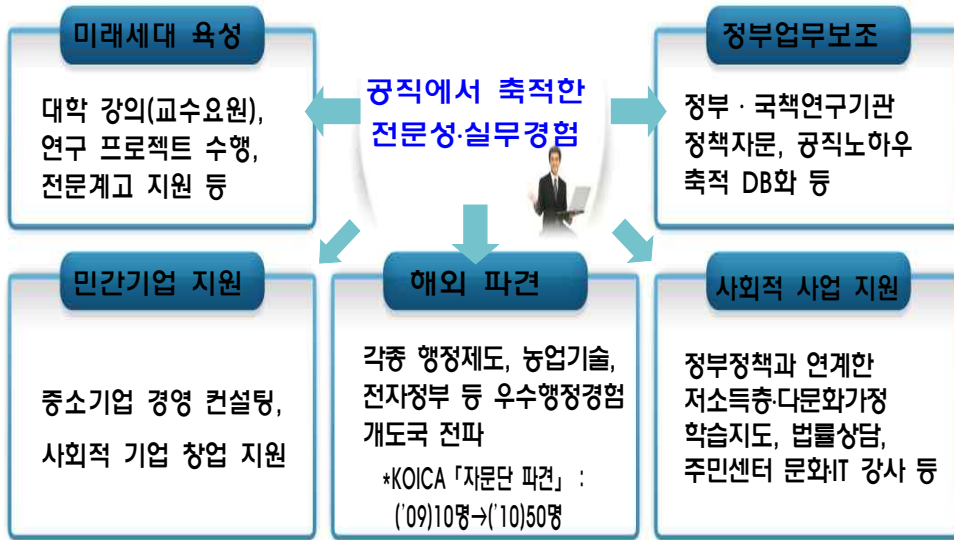 미래세대 육성
대학 강의(교수요원),
연구 프로젝트 수행,
전문계고 지원 등
공직에서 축적한
전문성·실무경험
정부업무보조
정부 · 국책연구기관
정책자문, 공직노하우
축적 DB화 등
민간기업 지원
중소기업 경영 컨설팅,
사회적 기업 창업 지원
해외 파견
각종 행정제도, 농업기술,
전자정부 등 우수행정경험
개도국 전파
*KOICA「자문단 파견」 :
('09)10명→('10)50명
사회적 사업 지원
정부정책과 연계한
저소득층·다문화가정
학습지도, 법률상담,
주민센터 문화·IT 강사 등